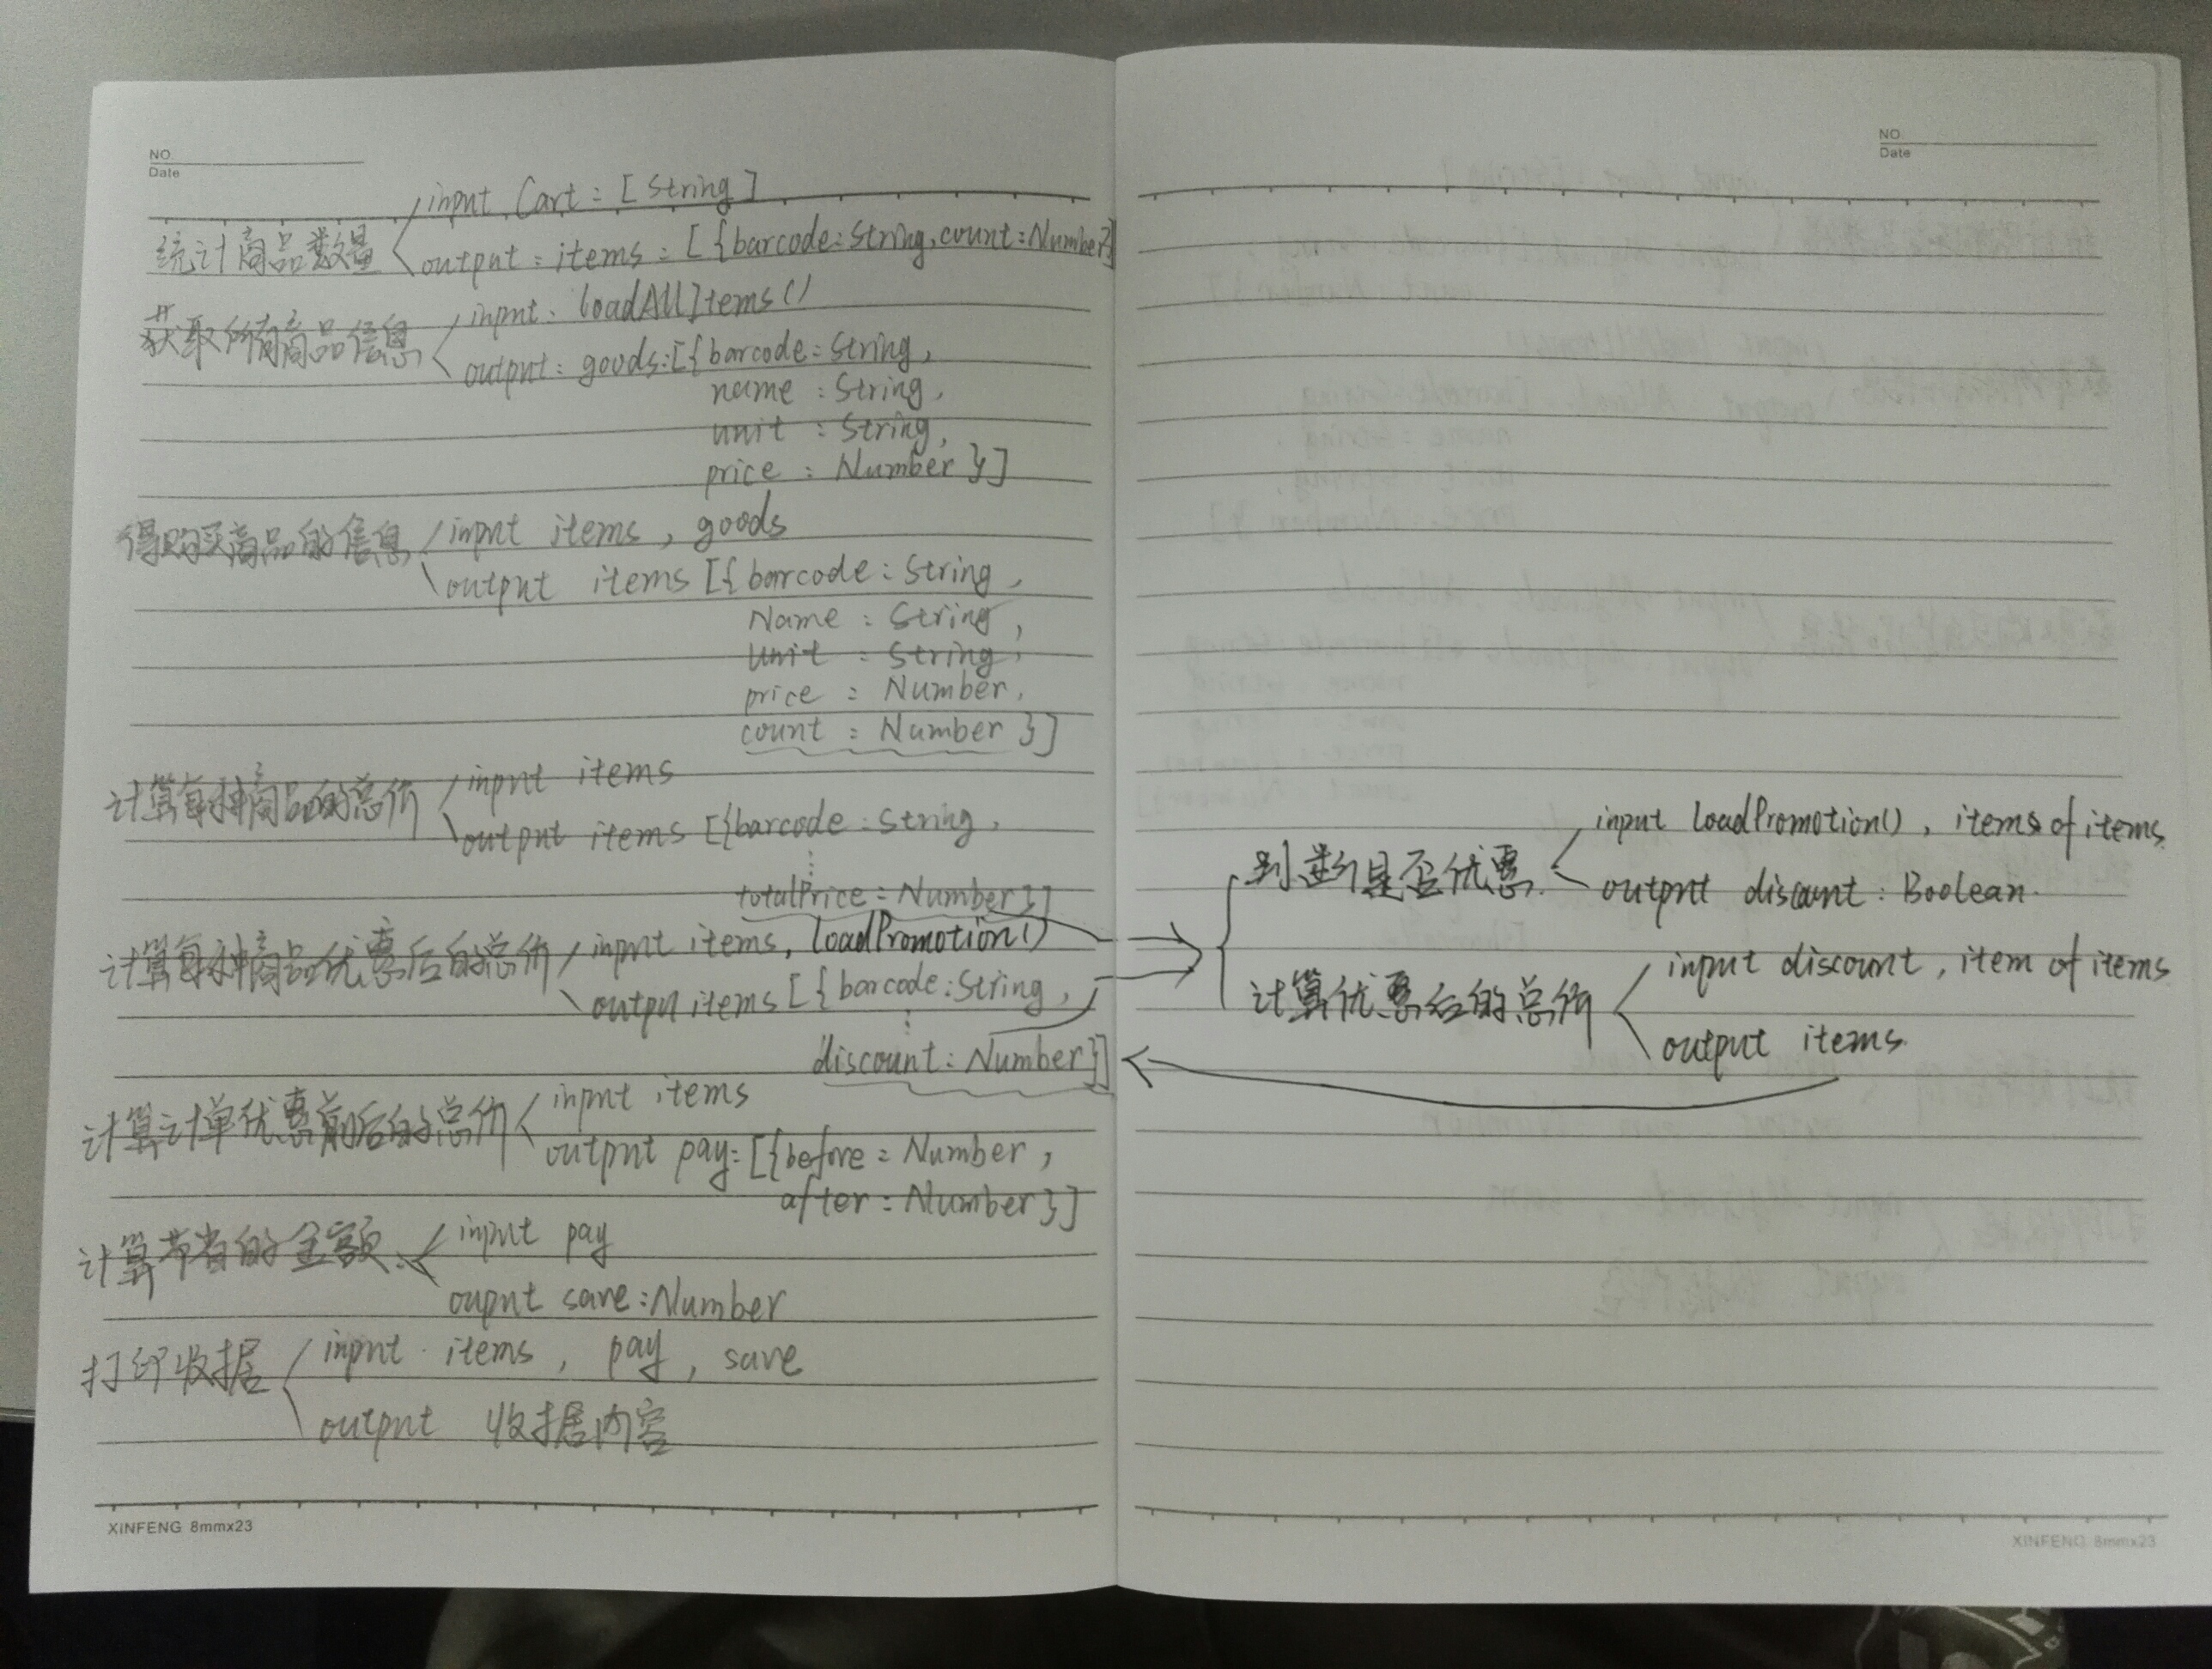 NO.
Date
input Cart = [String]
统计商品数量
output : items = [{barcode: String, count: Number}]
获取所有商品信息
input : loadAllItems()
output : goods:[{barcode: String,
name : String,
unit : String,
price : Number }]
得购买商品的信息
input items , goods
output items [{barcode : String,
Name : String,
unit : String,
price : Number,
count : Number }]
计算每种商品的总价
input items
output items [{barcode : String,
⋮
totalPrice : Number}]
计算每种商品优惠后的总价
input items, loadPromotion()
output items [{barcode: String,
⋮
discount: Number}]
计算计单优惠前后的总价
input items
output pay: [{before : Number,
after : Number}]
计算节省的金额
input pay
ouput save: Number
打印收据
input items , pay , save
output 收据内容
XINFENG 8mmx23
NO
Date
判断是否优惠
input loadPromotion() , items of items
output discount : Boolean.
计算优惠后的总价
input discount, item of items
output items.
XINFENG 8mmx23